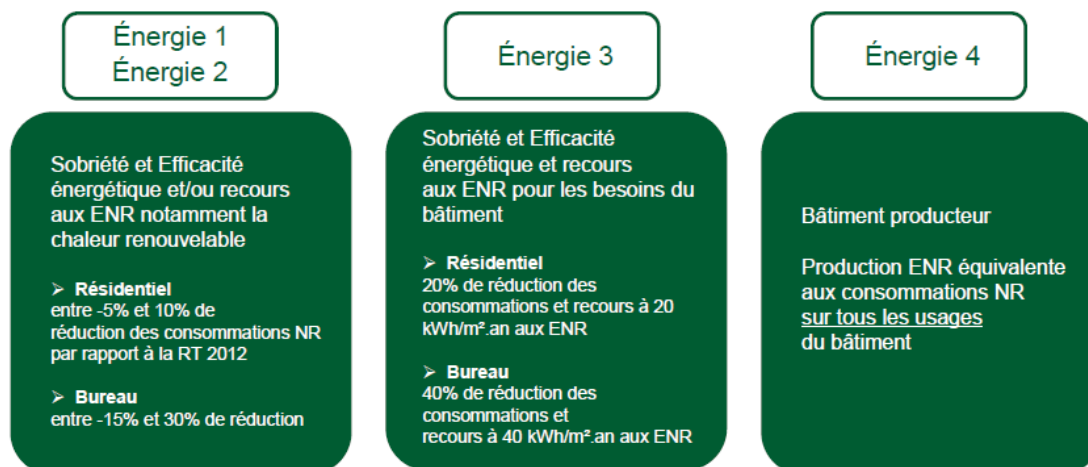 Énergie 1
Énergie 2
Sobriété et Efficacité
énergétique et/ou recours
aux ENR notamment la
chaleur renouvelable
➢ Résidentiel
entre -5% et 10% de
réduction des consommations NR
par rapport à la RT 2012
➢ Bureau
entre -15% et 30% de réduction
Énergie 3
Sobriété et Efficacité
énergétique et recours
aux ENR pour les besoins du
bâtiment
➢ Résidentiel
20% de réduction des
consommations et recours à 20
kWh/m².an aux ENR
➢ Bureau
40% de réduction des
consommations et
recours à 40 kWh/m².an aux ENR
Énergie 4
Bâtiment producteur
Production ENR équivalente
aux consommations NR
sur tous les usages
du bâtiment